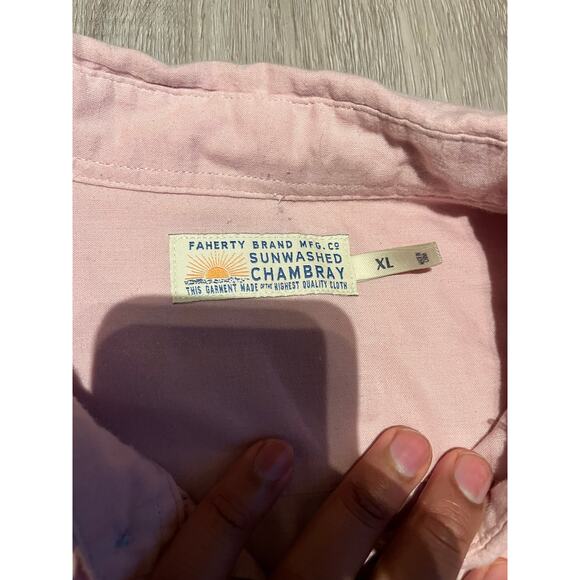 FAHERTY BRAND MFG. CO
SUNWASHED
CHAMBRAY
THIS GARMENT MADE OF THE HIGHEST QUALITY CLOTH
XL